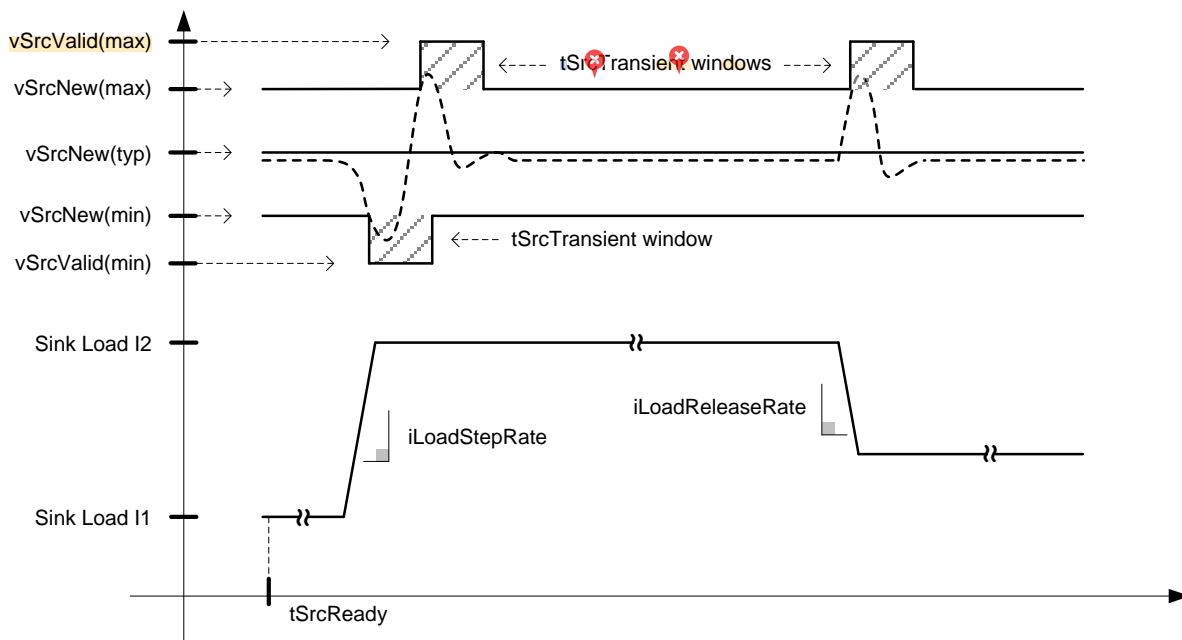 vSrcValid(max)
tSrcTransient windows
vSrcNew(max)
vSrcNew(typ)
vSrcNew(min)
tSrcTransient window
vSrcValid(min)
Sink Load I2
iLoadReleaseRate
iLoadStepRate
Sink Load I1
tSrcReady